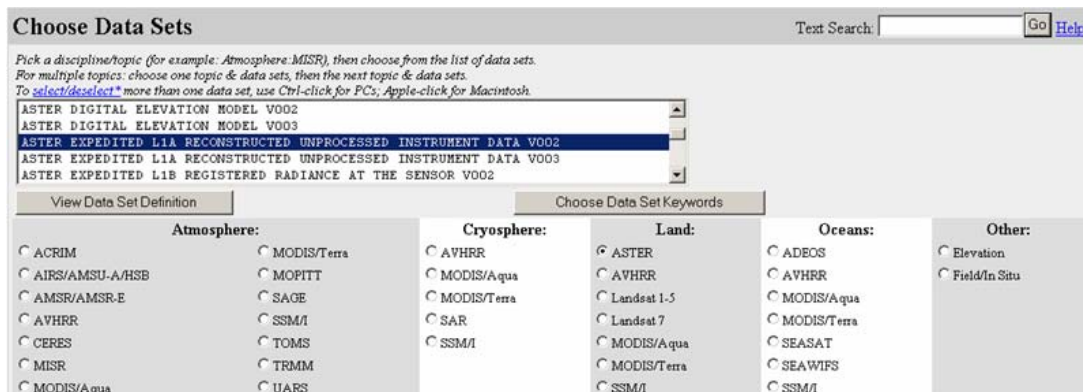 Choose Data Sets
Text Search: Go Help
Pick a discipline/topic (for example: Atmosphere:MISR), then choose from the list of data sets.
For multiple topics: choose one topic & data sets, then the next topic & data sets.
To select/deselect* more than one data set, use Ctrl-click for PCs; Apple-click for Macintosh.
ASTER DIGITAL ELEVATION MODEL V002
ASTER DIGITAL ELEVATION MODEL V003
ASTER EXPEDITED L1A RECONSTRUCTED UNPROCESSED INSTRUMENT DATA V002
ASTER EXPEDITED L1A RECONSTRUCTED UNPROCESSED INSTRUMENT DATA V003
ASTER EXPEDITED L1B REGISTERED RADIANCE AT THE SENSOR V002
View Data Set Definition Choose Data Set Keywords
Atmosphere: Cryosphere: Land: Oceans: Other:
ACRIM MODIS/Terra AVHRR ASTER ADEOS Elevation
AIRS/AMSU-A/HSB MOPITT MODIS/Aqua AVHRR AVHRR Field/In Situ
AMSR/AMSR-E SAGE MODIS/Terra Landsat 1-5 MODIS/Aqua
AVHRR SSM/I SAR Landsat 7 MODIS/Terra
CERES TOMS SSM/I MODIS/Aqua SEASAT
MISR TRMM MODIS/Terra SEAWIFS
MODIS/Aqua UARS SSM/I SSM/I